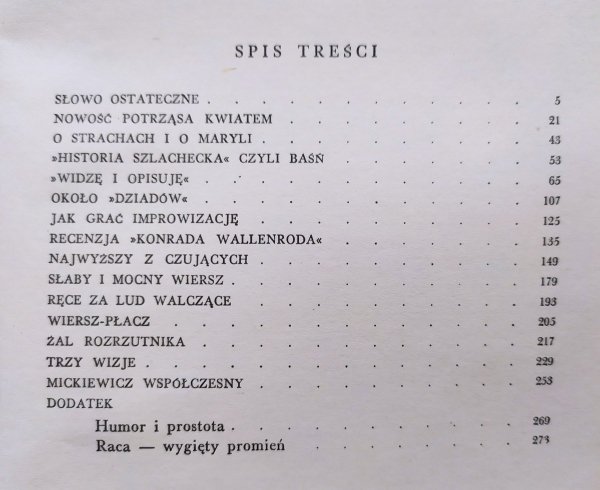 SPIS TREŚCI
SŁOWO OSTATECZNE . . . . . . . . . . . . 5
NOWOŚĆ POTRZĄSA KWIATEM . . . . . . . . . 21
O STRACHACH I O MARYLI . . . . . . . . . 43
»HISTORIA SZLACHECKA« CZYLI BAŚŃ . . . . . . . 53
»WIDZĘ I OPISUJĘ« . . . . . . . . . . . 65
OKOŁO »DZIADÓW« . . . . . . . . . . . 107
JAK GRAĆ IMPROWIZACJĘ . . . . . . . . . . 125
RECENZJA »KONRADA WALLENRODA« . . . . . . . 135
NAJWYŻSZY Z CZUJĄCYCH . . . . . . . . . . 149
SŁABY I MOCNY WIERSZ . . . . . . . . . . 179
RĘCE ZA LUD WALCZĄCE . . . . . . . . . . 193
WIERSZ-PŁACZ . . . . . . . . . . . . 205
ŻAL ROZRZUTNIKA . . . . . . . . . . . 217
TRZY WIZJE . . . . . . . . . . . . . 229
MICKIEWICZ WSPÓŁCZESNY . . . . . . . . . . 253
DODATEK
Humor i prostota . . . . . . . . . . . 269
Raca — wygięty promień . . . . . . . . 273